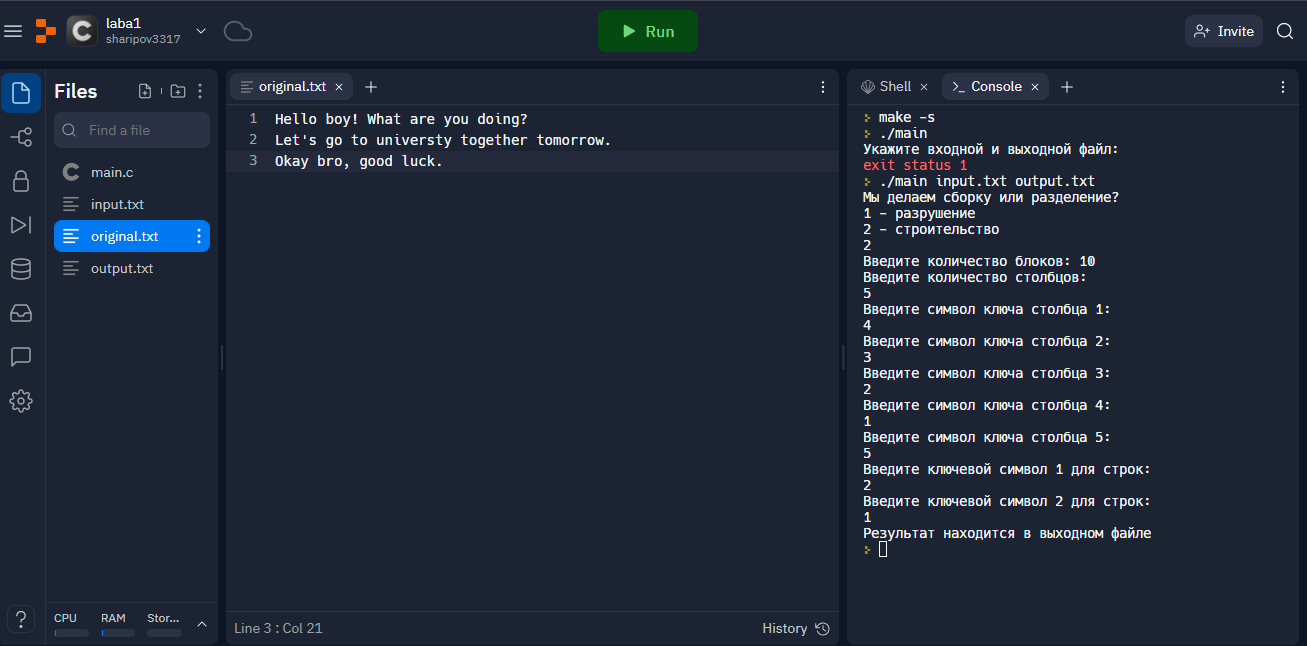 laba1
sharipov3317
Run
Invite
Files
Find a file
main.c
input.txt
original.txt
output.txt
CPU RAM Stor...
original.txt
1 Hello boy! What are you doing?
2 Let's go to universty together tomorrow.
3 Okay bro, good luck.
Line 3 : Col 21
History
Shell
Console
make -s
./main
Укажите входной и выходной файл:
exit status 1
./main input.txt output.txt
Мы делаем сборку или разделение?
1 - разрушение
2 - строительство
2
Введите количество блоков: 10
Введите количество столбцов:
5
Введите символ ключа столбца 1:
4
Введите символ ключа столбца 2:
3
Введите символ ключа столбца 3:
2
Введите символ ключа столбца 4:
1
Введите символ ключа столбца 5:
5
Введите ключевой символ 1 для строк:
2
Введите ключевой символ 2 для строк:
1
Результат находится в выходном файле